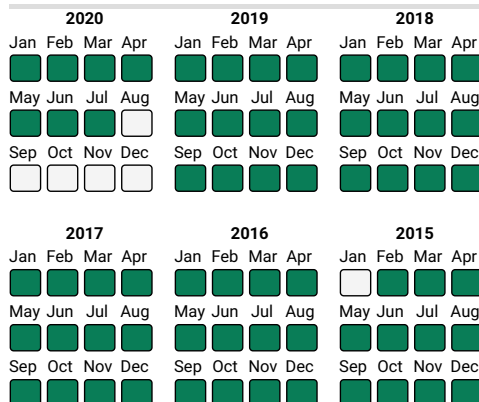 2020 2019 2018
Jan Feb Mar Apr Jan Feb Mar Apr Jan Feb Mar Apr
May Jun Jul Aug May Jun Jul Aug May Jun Jul Aug
Sep Oct Nov Dec Sep Oct Nov Dec Sep Oct Nov Dec
2017 2016 2015
Jan Feb Mar Apr Jan Feb Mar Apr Jan Feb Mar Apr
May Jun Jul Aug May Jun Jul Aug May Jun Jul Aug
Sep Oct Nov Dec Sep Oct Nov Dec Sep Oct Nov Dec